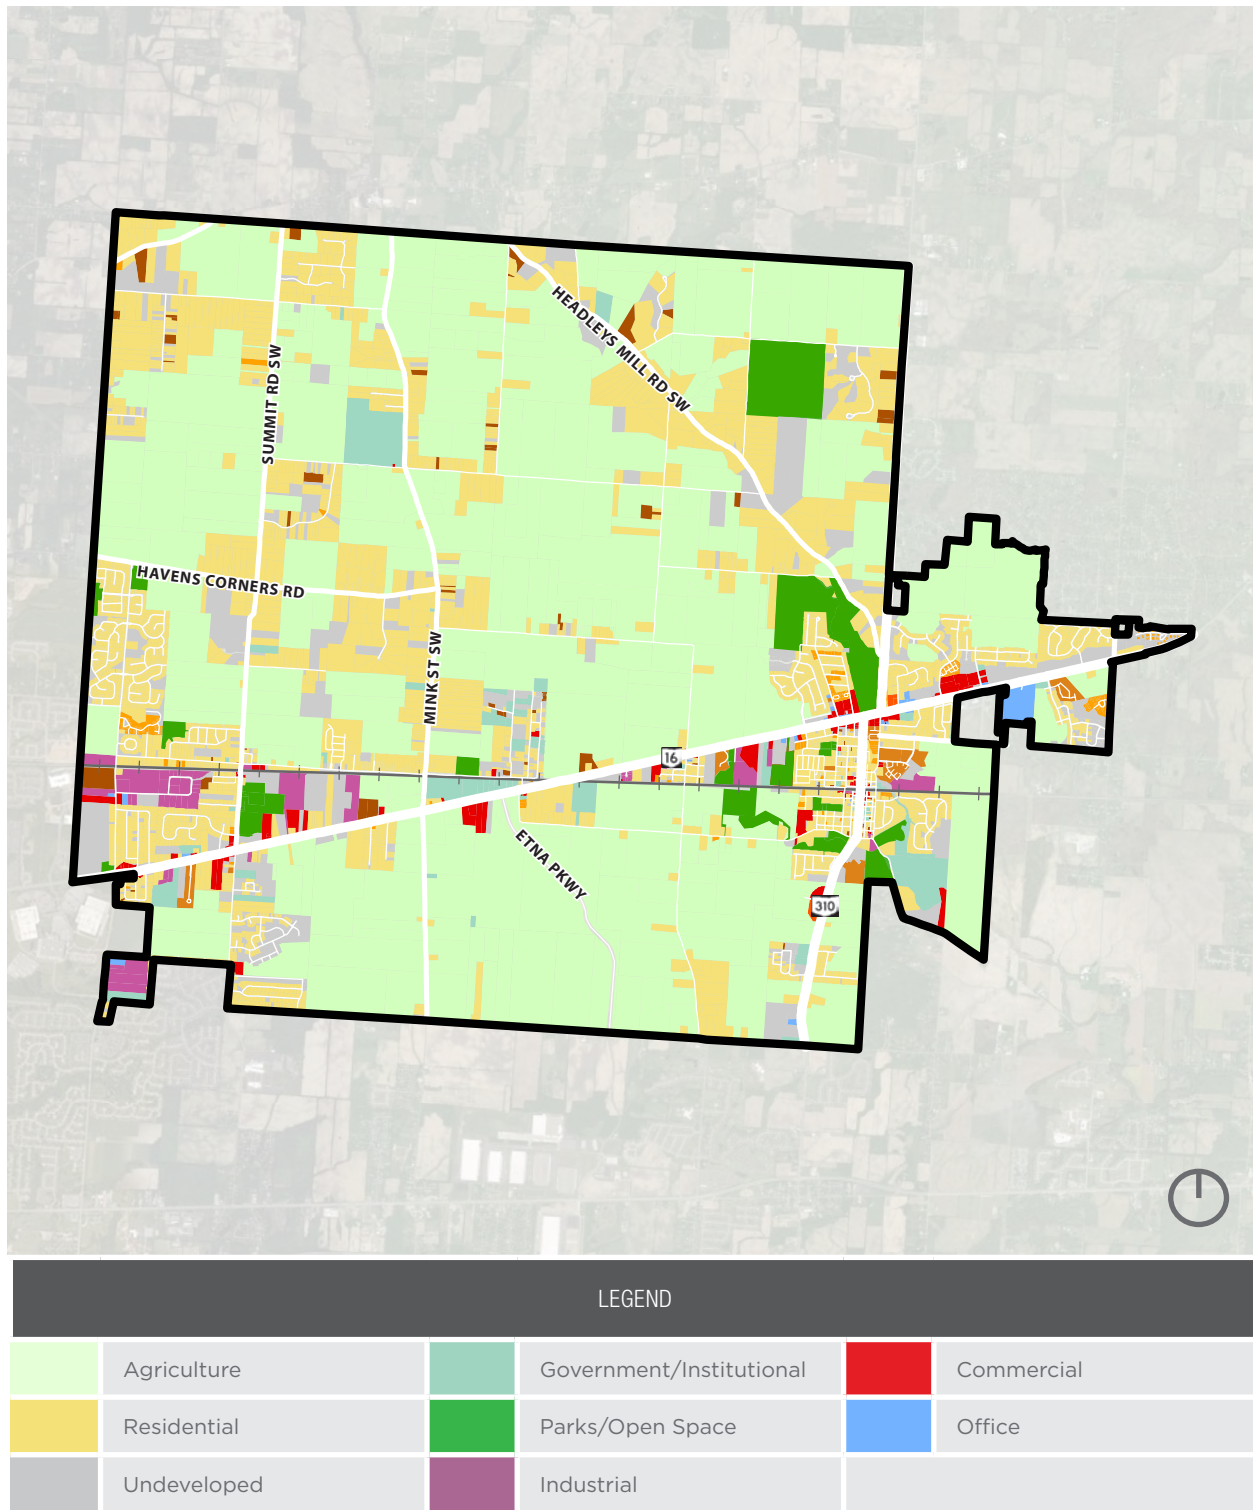 HEADLEYS MILL RD SW
SUMMIT RD SW
HAVENS CORNERS RD
MINK ST SW
16
ETNA PKWY
310
LEGEND
Agriculture
Government/Institutional
Commercial
Residential
Parks/Open Space
Office
Undeveloped
Industrial